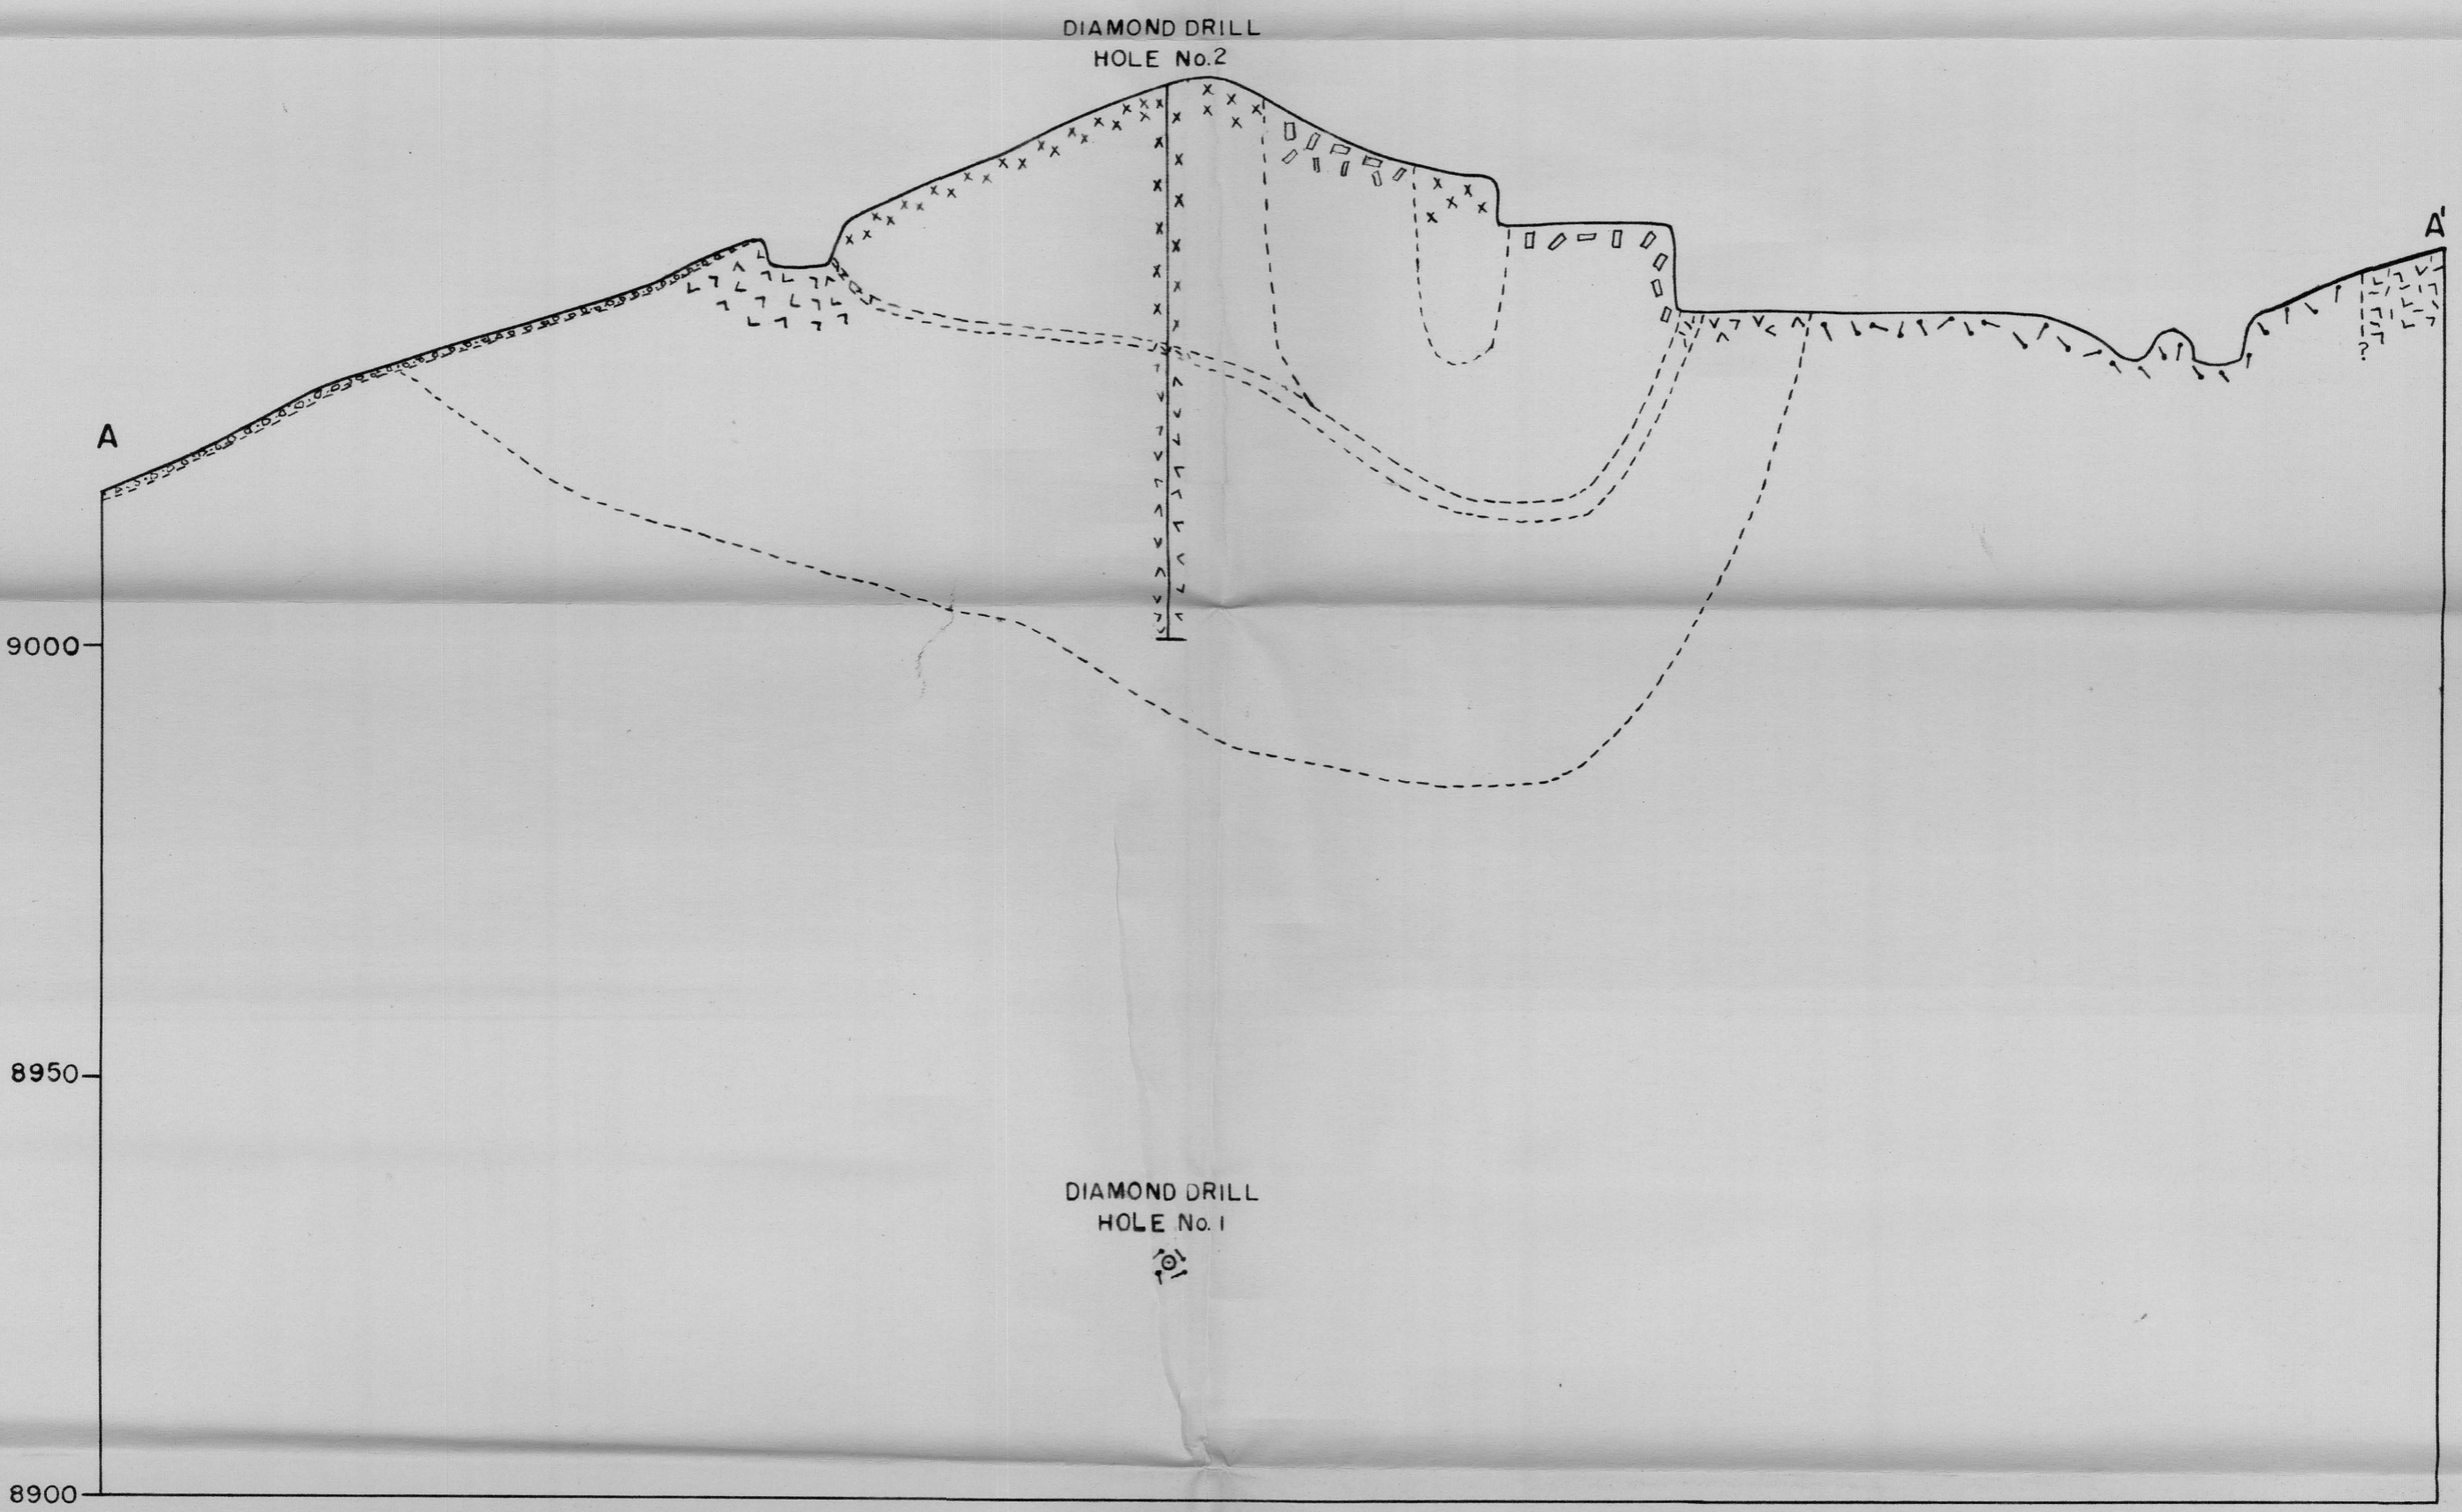 DIAMOND DRILL
HOLE No. 2
A'
A
?
9000
8950
DIAMOND DRILL
HOLE No. 1
8900